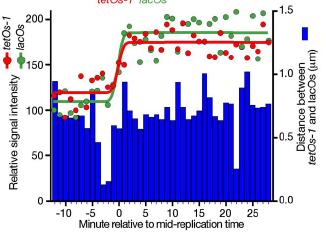 tetOs-1 lacOs
tetOs-1
lacOs
Relative signal intensity
200
150
100
50
0
1.5
1.0
0.5
0.0
Distance between
tetOs-1 and lacOs (μm)
-10 -5 0 5 10 15 20 25
Minute relative to mid-replication time